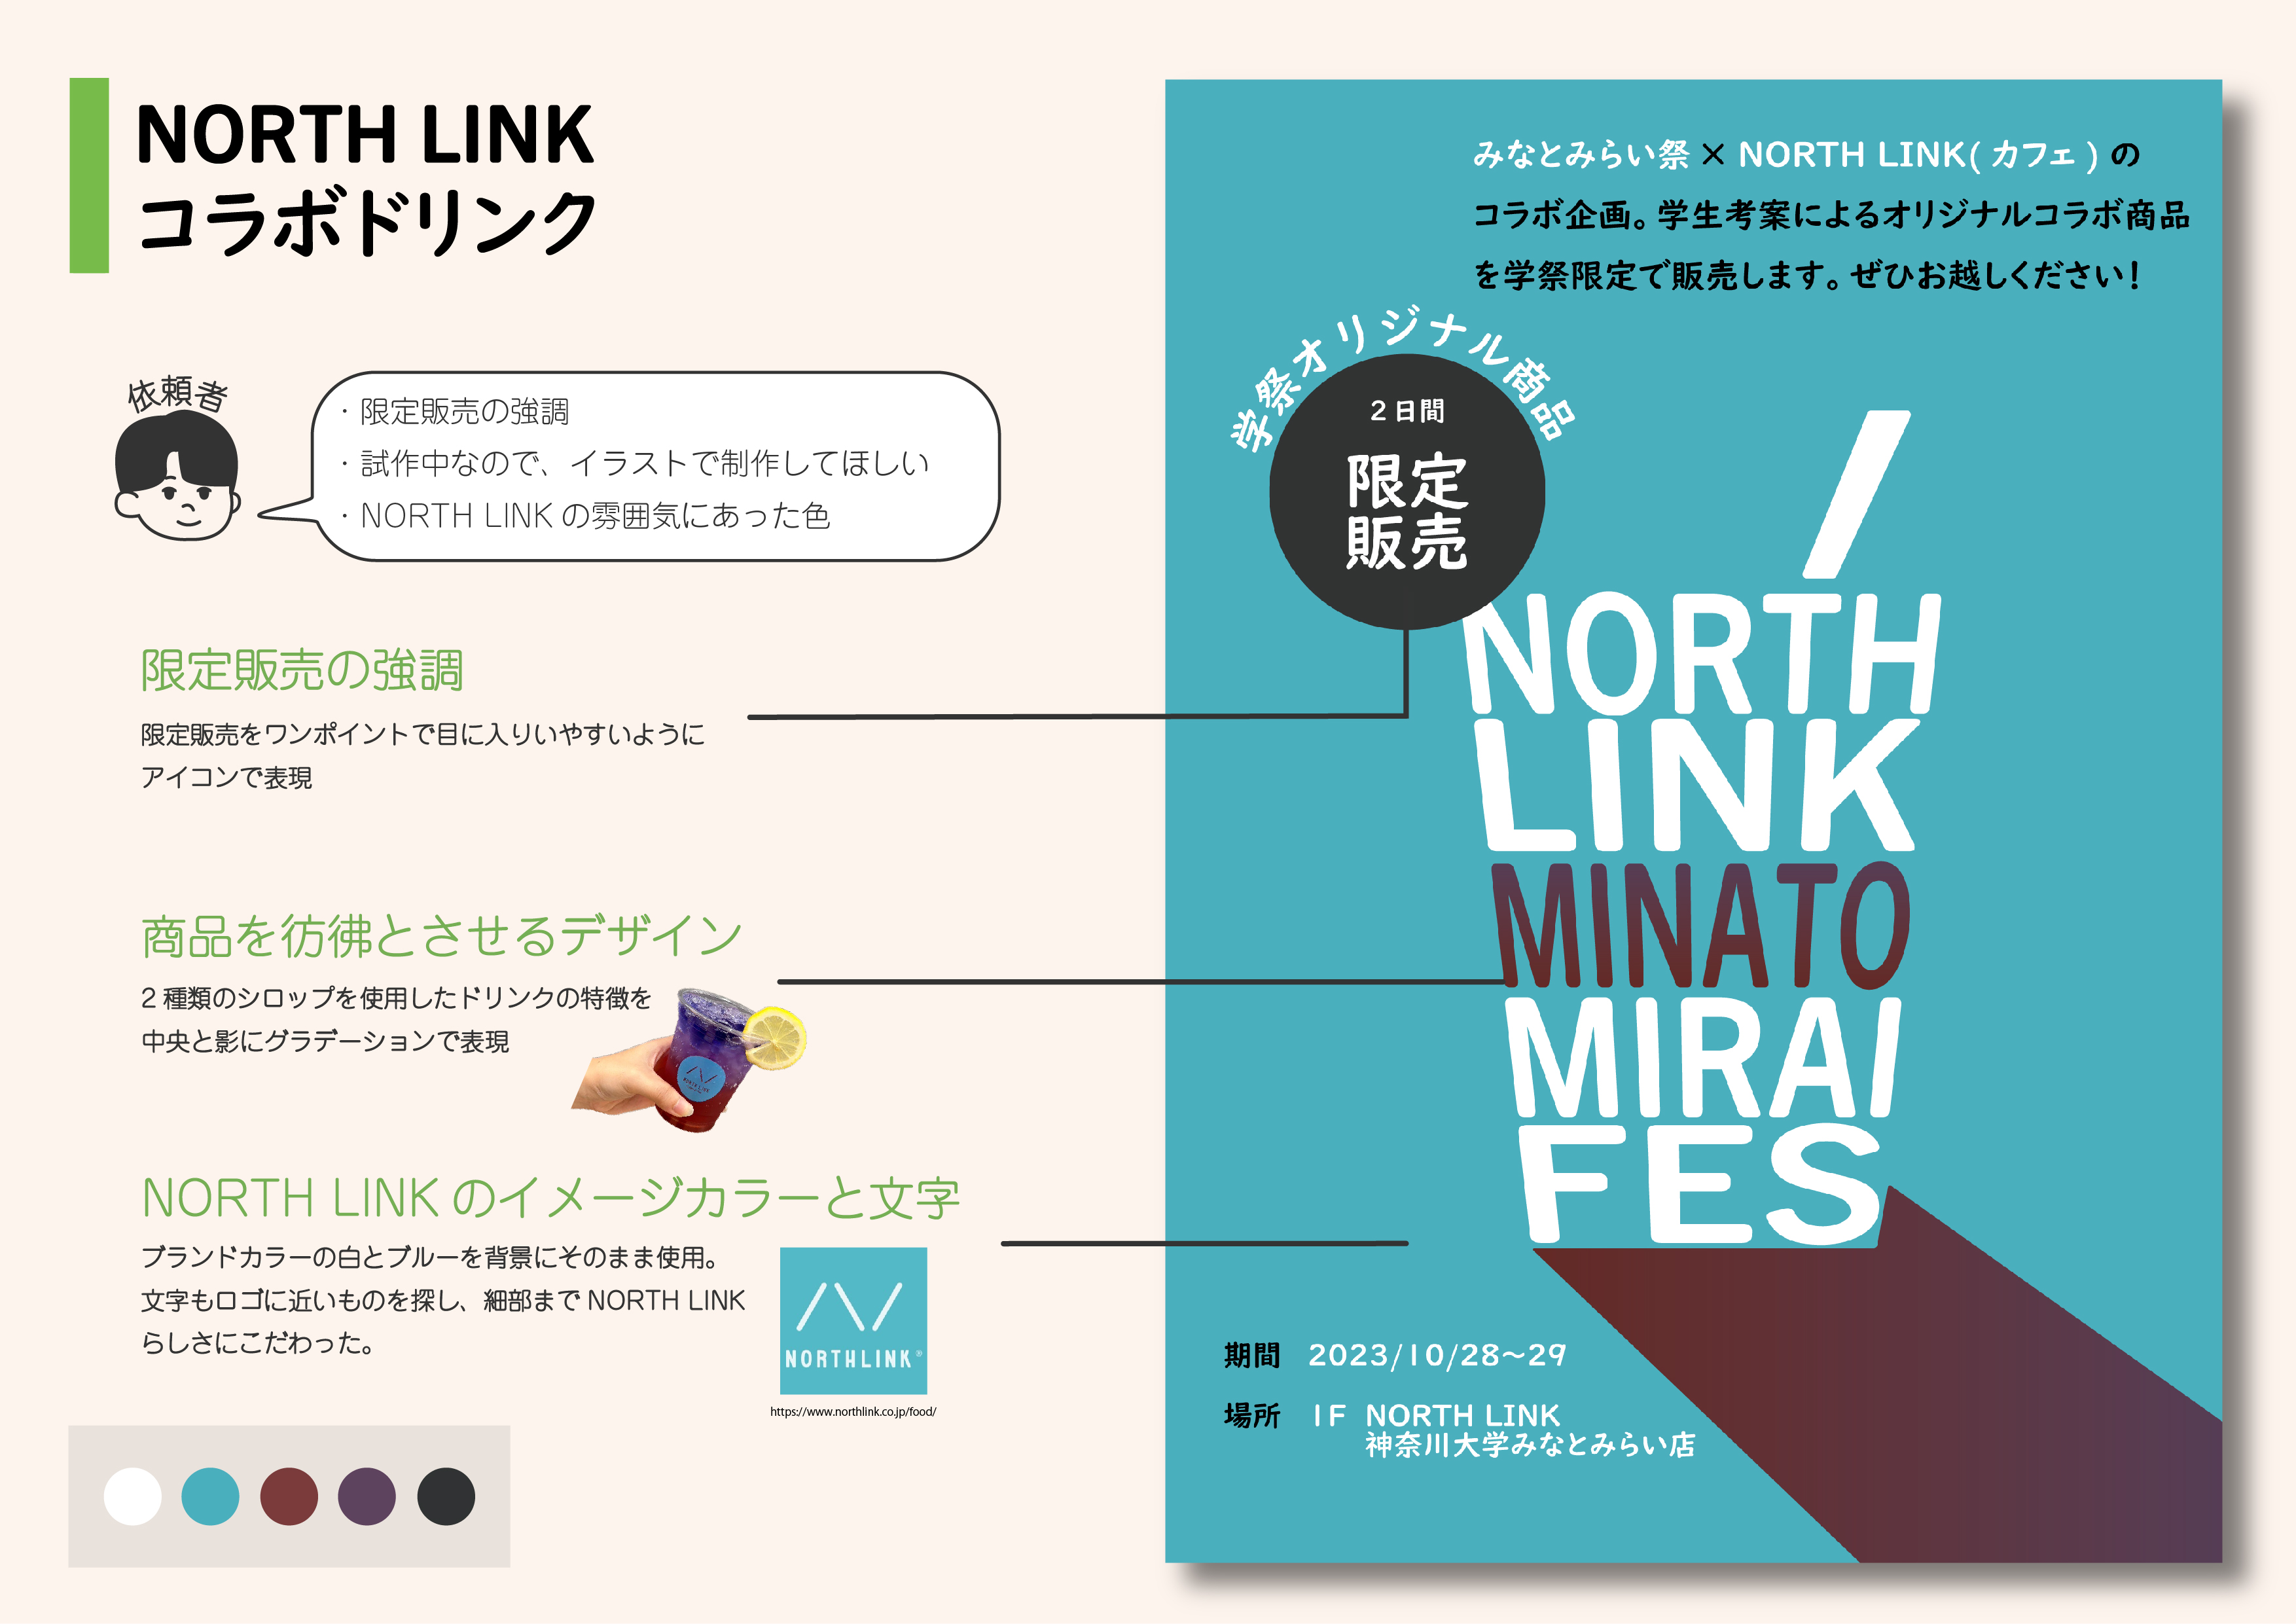 NORTH LINK
コラボドリンク
依頼者
・限定販売の強調
・試作中なので、イラストで制作してほしい
・NORTH LINK の雰囲気にあった色
限定販売の強調
限定販売をワンポイントで目に入りいやすいように
アイコンで表現
商品を彷彿とさせるデザイン
2 種類のシロップを使用したドリンクの特徴を
中央と影にグラデーションで表現
NORTH LINK
NORTH LINK のイメージカラーと文字
ブランドカラーの白とブルーを背景にそのまま使用。
文字もロゴに近いものを探し、細部まで NORTH LINK
らしさにこだわった。
NORTHLINK®
https://www.northlink.co.jp/food/
みなとみらい祭 × NORTH LINK( カフェ ) の
コラボ企画。学生考案によるオリジナルコラボ商品
を学祭限定で販売します。ぜひお越しください！
学祭オリジナル商品
2 日間
限定
販売
NORTH
LINK
MINATO
MIRAI
FES
期間 2023/10/28~29
場所 1F NORTH LINK
神奈川大学みなとみらい店